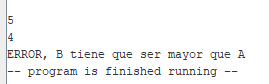 5
4
ERROR, B tiene que ser mayor que A
-- program is finished running --